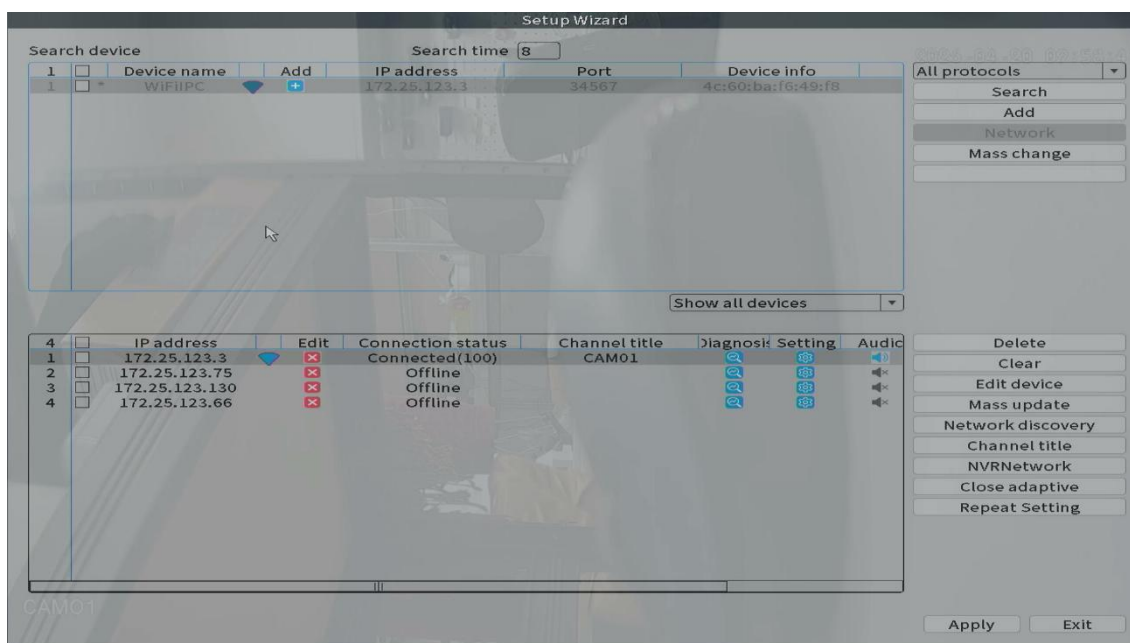 Setup Wizard
Search device Search time 8
1 Device name Add IP address Port Device info All protocols
1 * WiFiIPC 172.25.123.3 34567 4c:60:ba:f6:49:f8
Search
Add
Network
Mass change
Show all devices
4 IP address Edit Connection status Channel title Diagnosis Setting Audio
1 172.25.123.3 Connected(100) CAM01
2 172.25.123.75 Offline
3 172.25.123.130 Offline
4 172.25.123.66 Offline
Delete
Clear
Edit device
Mass update
Network discovery
Channel title
NVRNetwork
Close adaptive
Repeat Setting
CAM01
Apply Exit